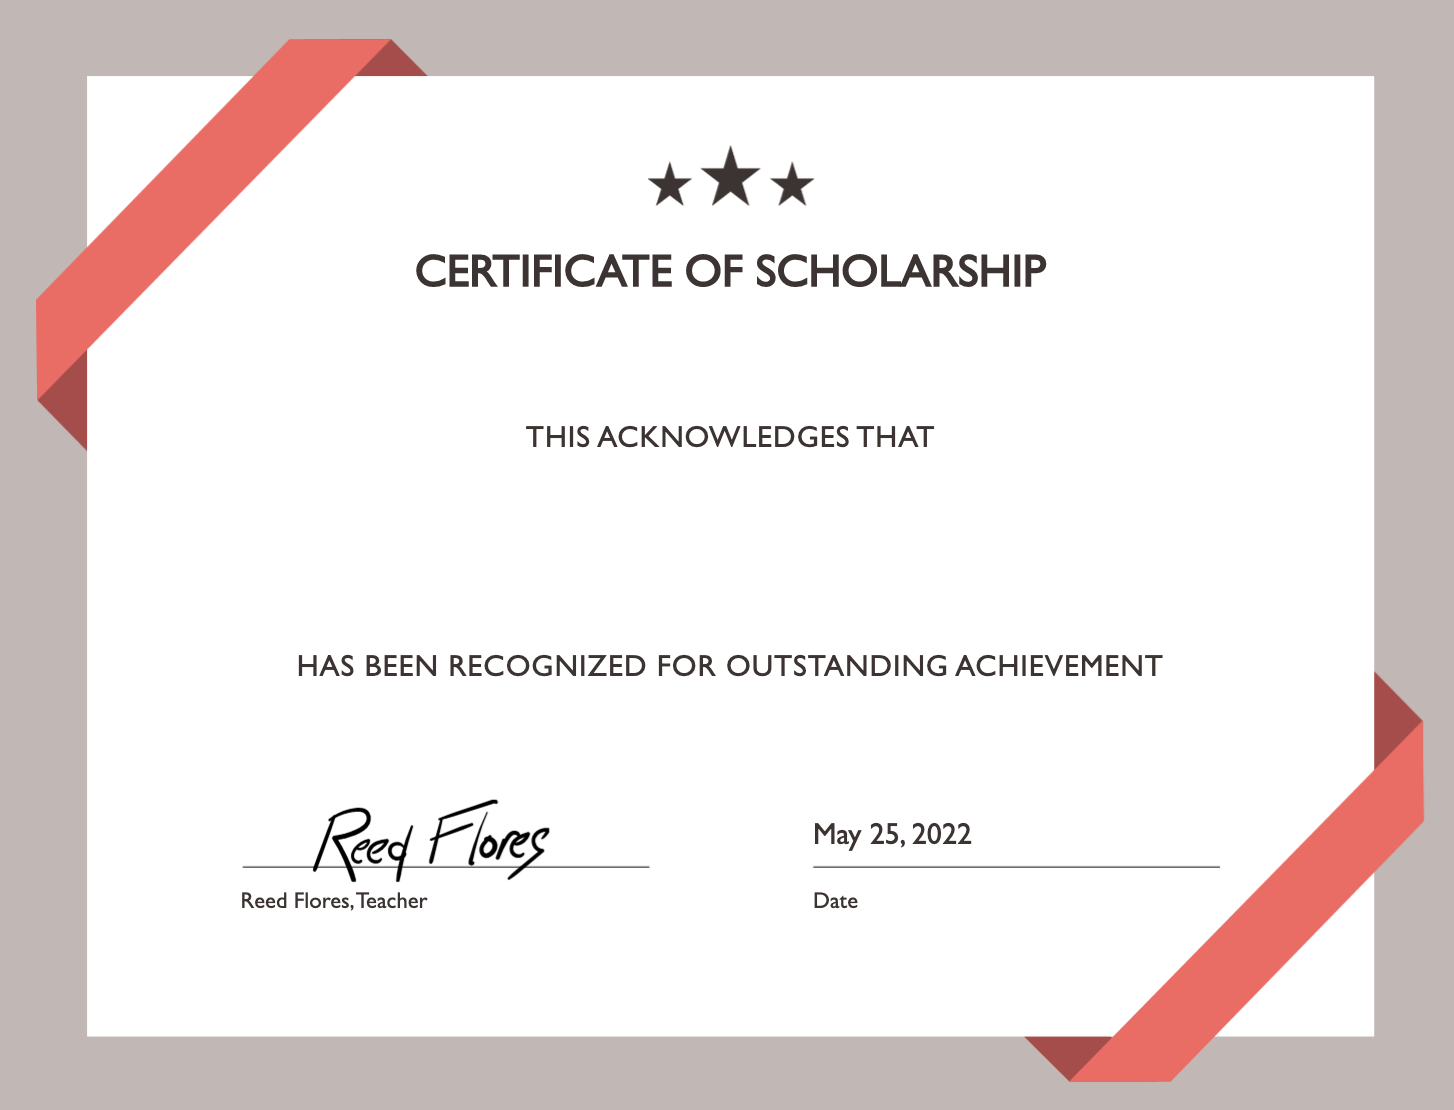 CERTIFICATE OF SCHOLARSHIP
THIS ACKNOWLEDGES THAT
HAS BEEN RECOGNIZED FOR OUTSTANDING ACHIEVEMENT
Reed Flores
May 25, 2022
Reed Flores, Teacher
Date